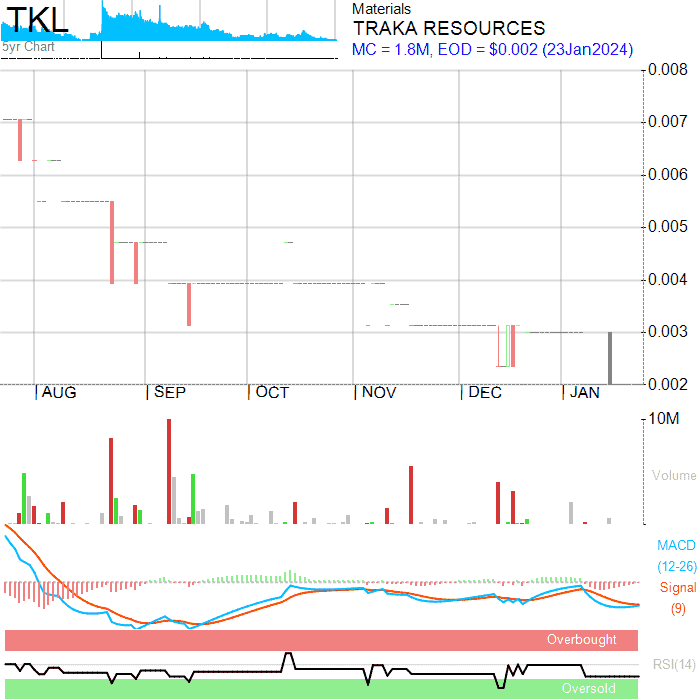 TKL
5yr Chart
Materials
TRAKA RESOURCES
MC = 1.8M, EOD = $0.002 (23Jan2024)
0.008
0.007
0.006
0.005
0.004
0.003
0.002
AUG SEP OCT NOV DEC JAN
10M
Volume
MACD
(12-26)
Signal
(9)
Overbought
RSI(14)
Oversold